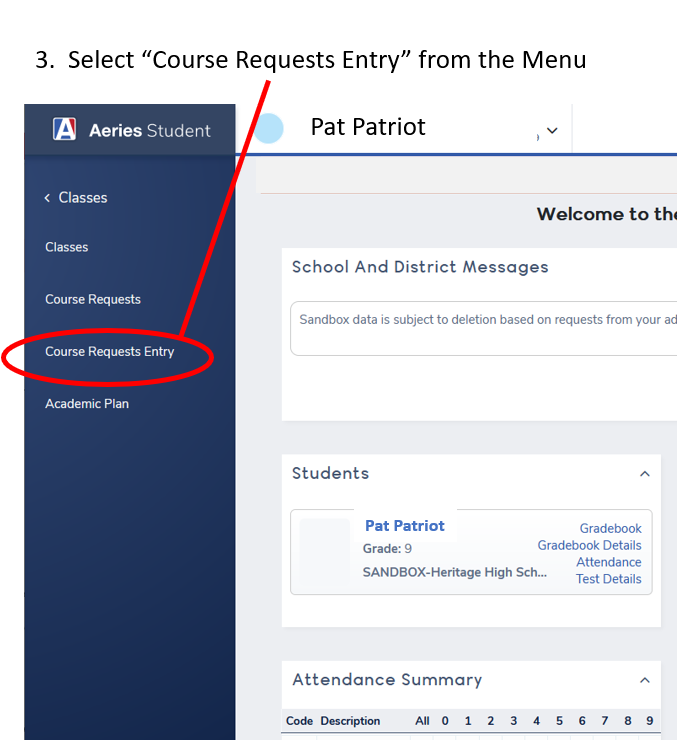 3.  Select “Course Requests Entry” from the Menu
Aeries Student
Pat Patriot
Classes
Classes
Course Requests
Course Requests Entry
Academic Plan
Welcome to the
School And District Messages
Sandbox data is subject to deletion based on requests from your ad
Students
Pat Patriot
Grade: 9
SANDBOX-Heritage High Sch...
Gradebook
Gradebook Details
Attendance
Test Details
Attendance Summary
Code Description All 0 1 2 3 4 5 6 7 8 9